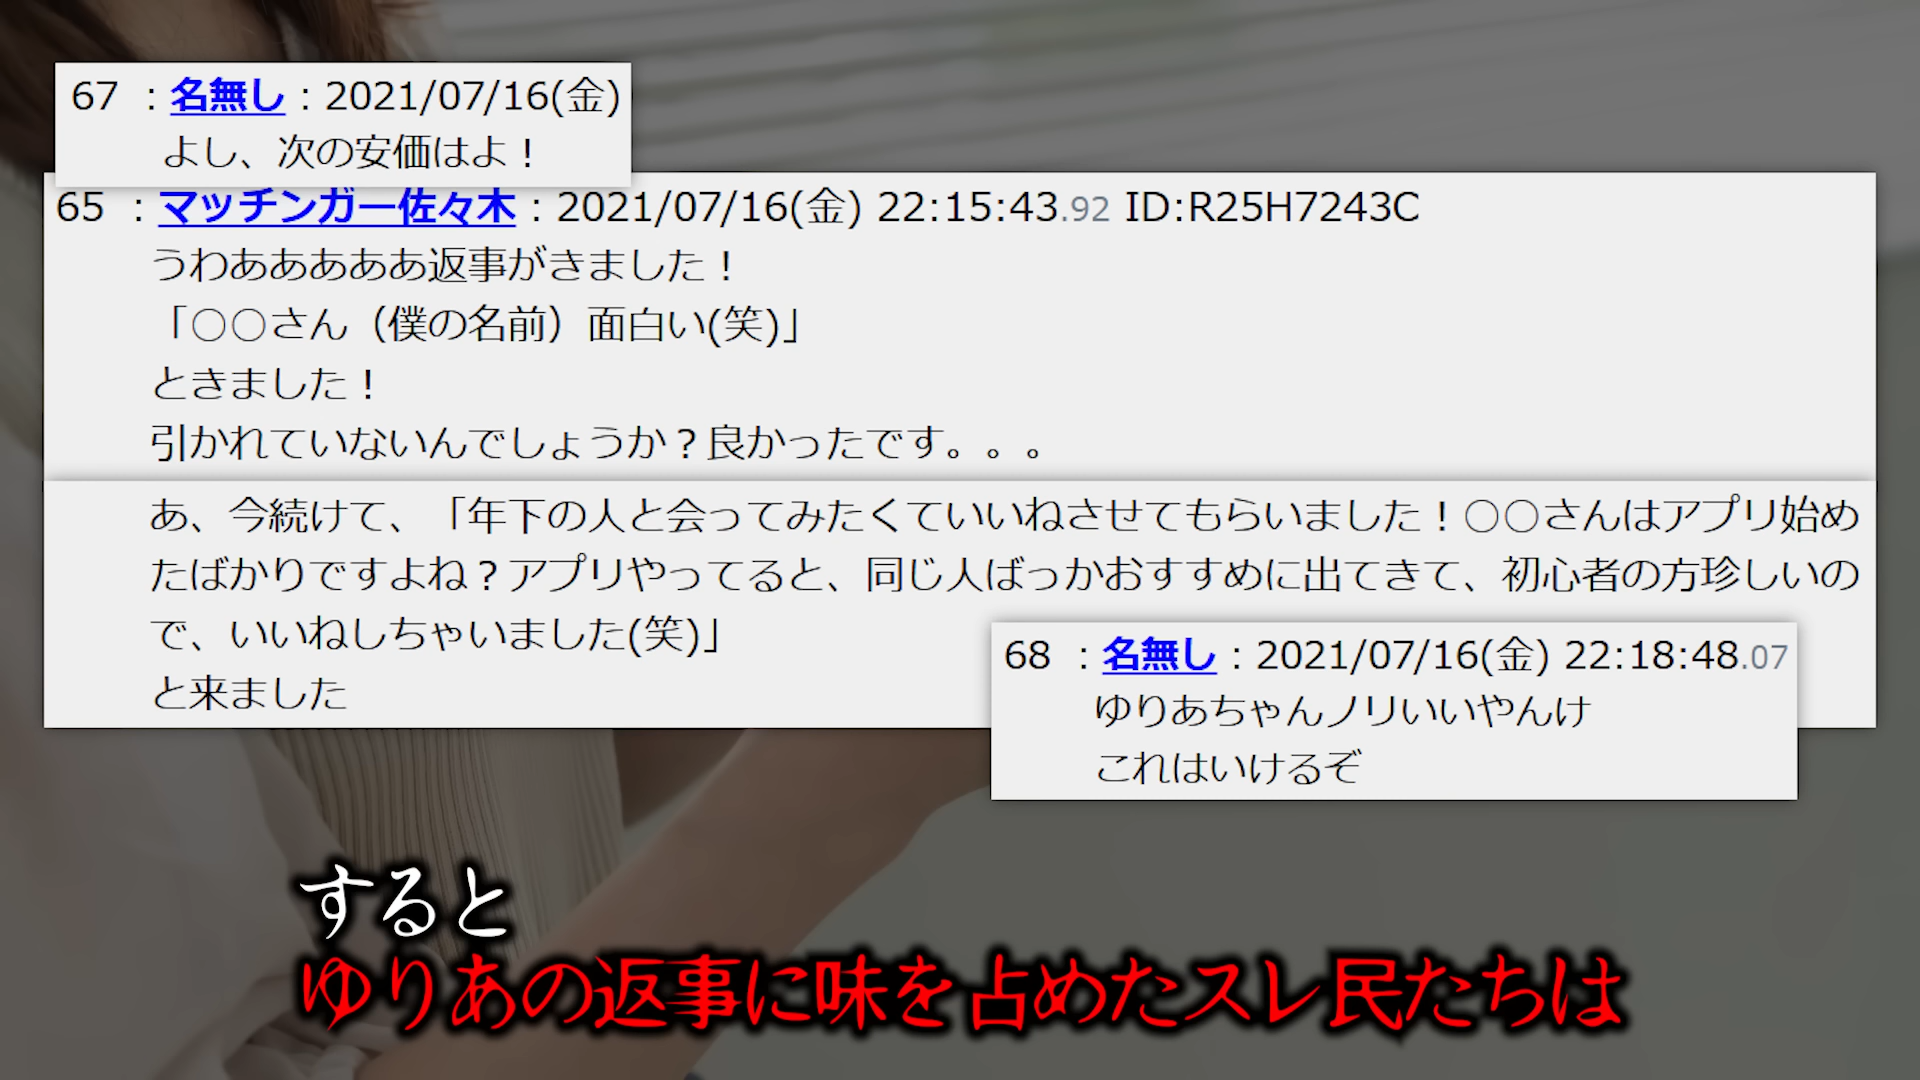 67 ：名無し：2021/07/16(金)
よし、次の安価はよ！
65 ：マッチンガー佐々木：2021/07/16(金) 22:15:43.92 ID:R25H7243C
うわあああああ返事がきました！
「○○さん（僕の名前）面白い(笑)」
ときました！
引かれていないんでしょうか？良かったです。。。
あ、今続けて、「年下の人と会ってみたくていいねさせてもらいました！○○さんはアプリ始め
たばかりですよね？アプリやってると、同じ人ばっかおすすめに出てきて、初心者の方珍しいの
で、いいねしちゃいました(笑)」
と来ました
68 ：名無し：2021/07/16(金) 22:18:48.07
ゆりあちゃんノリいいやんけ
これはいけるぞ
すると
ゆりあの返事に味を占めたスレ民たちは